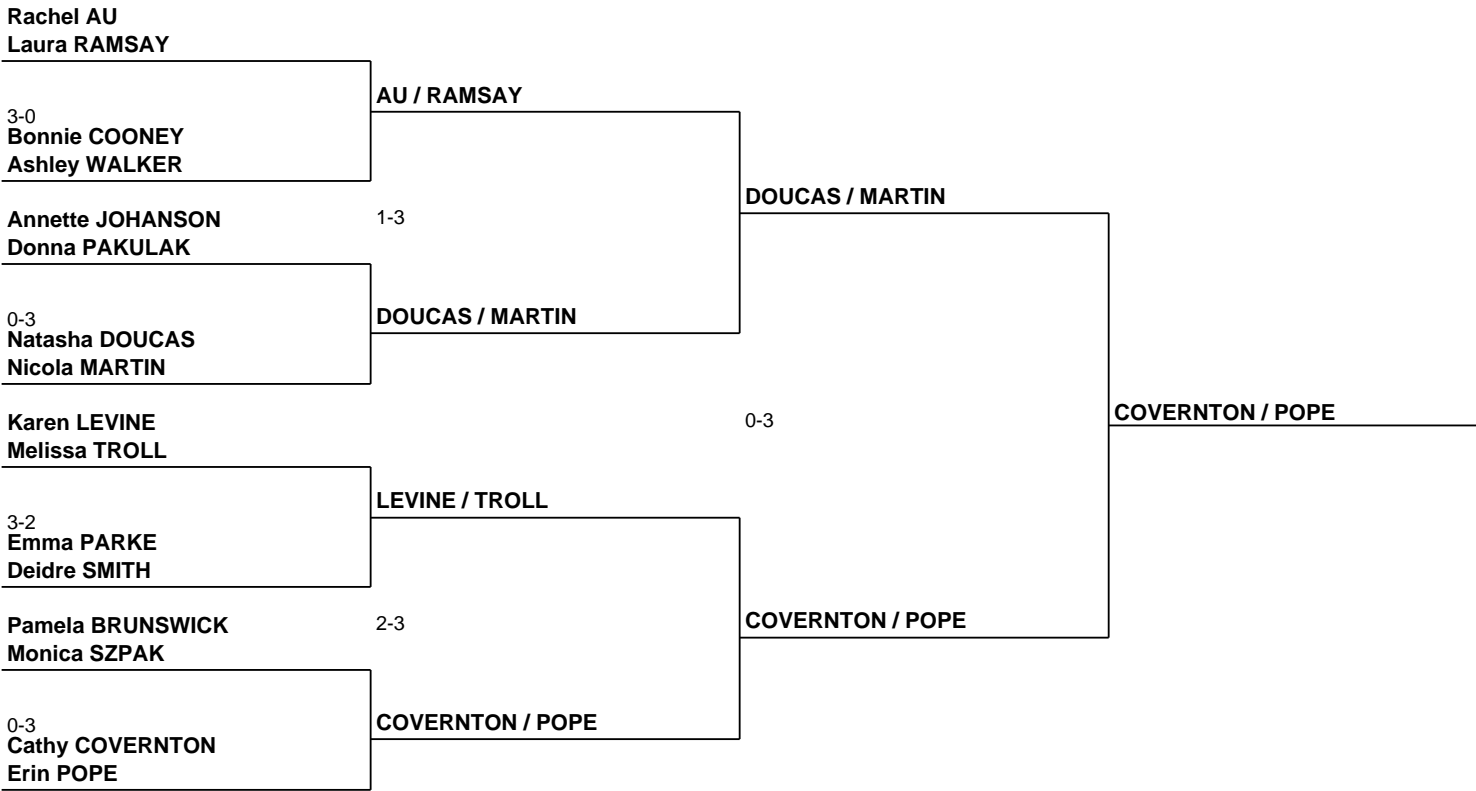 Rachel AU
Laura RAMSAY
3-0
Bonnie COONEY
Ashley WALKER
Annette JOHANSON
Donna PAKULAK
0-3
Natasha DOUCAS
Nicola MARTIN
Karen LEVINE
Melissa TROLL
3-2
Emma PARKE
Deidre SMITH
Pamela BRUNSWICK
Monica SZPAK
0-3
Cathy COVERNTON
Erin POPE
AU / RAMSAY
1-3
DOUCAS / MARTIN
LEVINE / TROLL
2-3
COVERNTON / POPE
DOUCAS / MARTIN
0-3
COVERNTON / POPE
COVERNTON / POPE